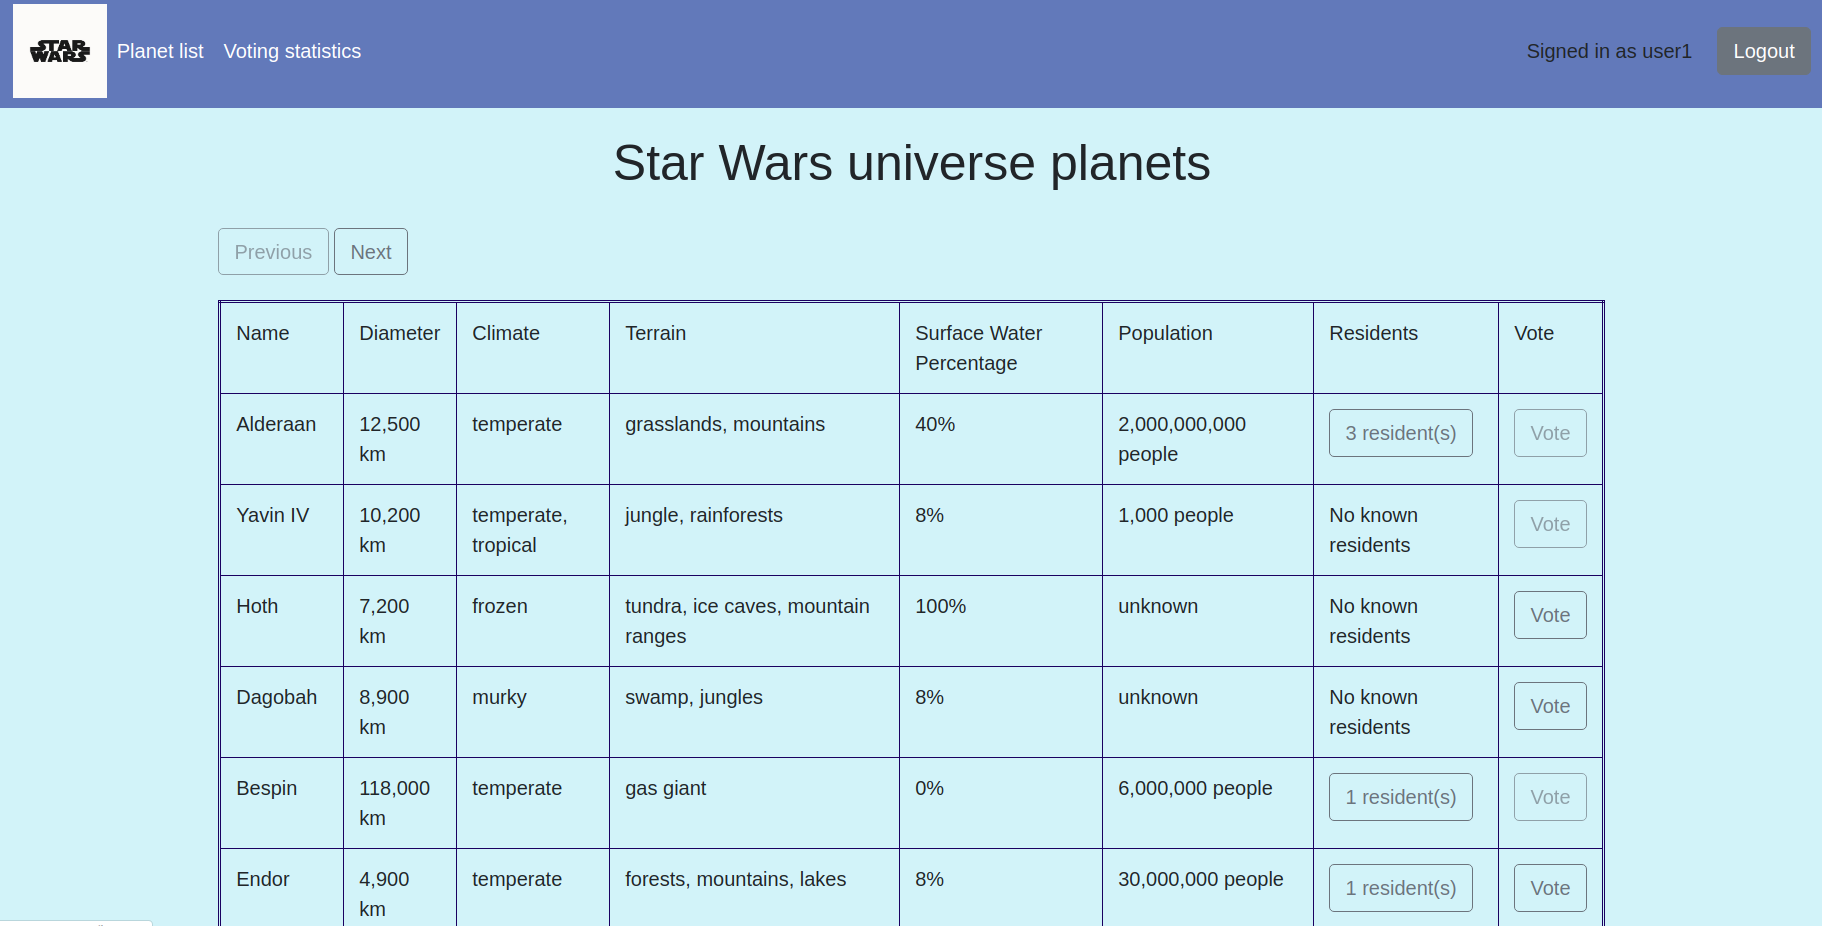 STAR WARS
Planet list
Voting statistics
Signed in as user1
Logout
Star Wars universe planets
Previous
Next
Name
Diameter
Climate
Terrain
Surface Water
Percentage
Population
Residents
Vote
Alderaan
12,500
km
temperate
grasslands, mountains
40%
2,000,000,000
people
3 resident(s)
Vote
Yavin IV
10,200
km
temperate,
tropical
jungle, rainforests
8%
1,000 people
No known
residents
Vote
Hoth
7,200
km
frozen
tundra, ice caves, mountain
ranges
100%
unknown
No known
residents
Vote
Dagobah
8,900
km
murky
swamp, jungles
8%
unknown
No known
residents
Vote
Bespin
118,000
km
temperate
gas giant
0%
6,000,000 people
1 resident(s)
Vote
Endor
4,900
km
temperate
forests, mountains, lakes
8%
30,000,000 people
1 resident(s)
Vote